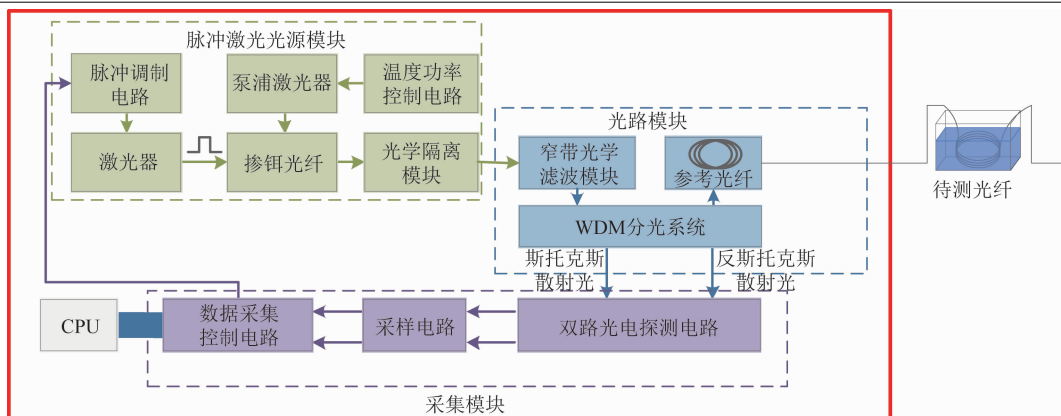 脉冲激光光源模块
脉冲调制
电路
泵浦激光器
温度功率
控制电路
激光器
掺铒光纤
光学隔离
模块
光路模块
窄带光学
滤波模块
参考光纤
待测光纤
WDM分光系统
斯托克斯
散射光
反斯托克斯
散射光
CPU
数据采集
控制电路
采样电路
双路光电探测电路
采集模块